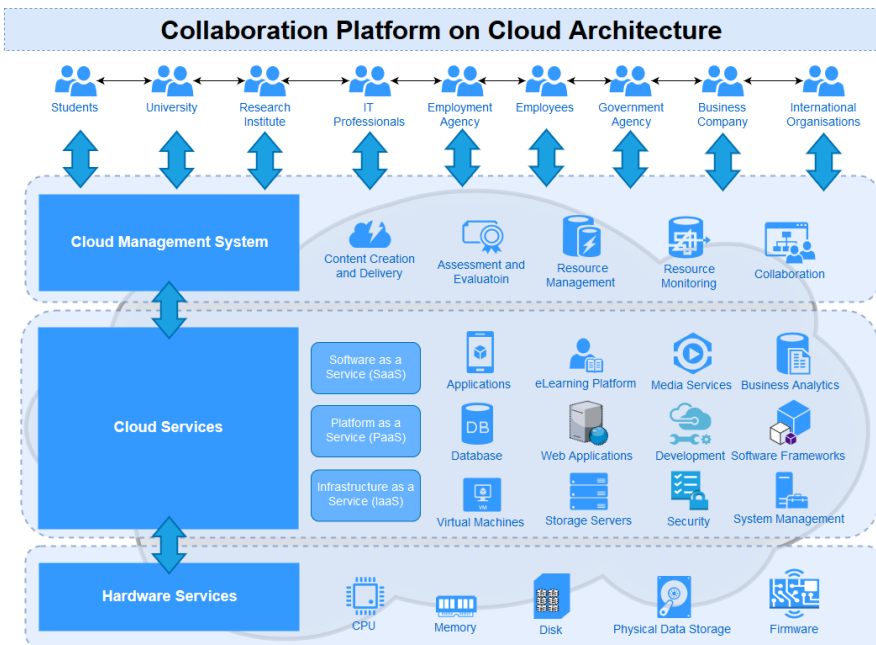 Collaboration Platform on Cloud Architecture
Students
University
Research
Institute
IT
Professionals
Employment
Agency
Employees
Government
Agency
Business
Company
International
Organisations
Cloud Management System
Content Creation
and Delivery
Assessment and
Evaluatoin
Resource
Management
Resource
Monitoring
Collaboration
Cloud Services
Software as a
Service (SaaS)
Applications
eLearning Platform
Media Services
Business Analytics
Platform as a
Service (PaaS)
DB
Database
Web Applications
Development
Software Frameworks
Infrastructure as a
Service (IaaS)
VM
Virtual Machines
Storage Servers
Security
System Management
Hardware Services
CPU
Memory
Disk
Physical Data Storage
Firmware